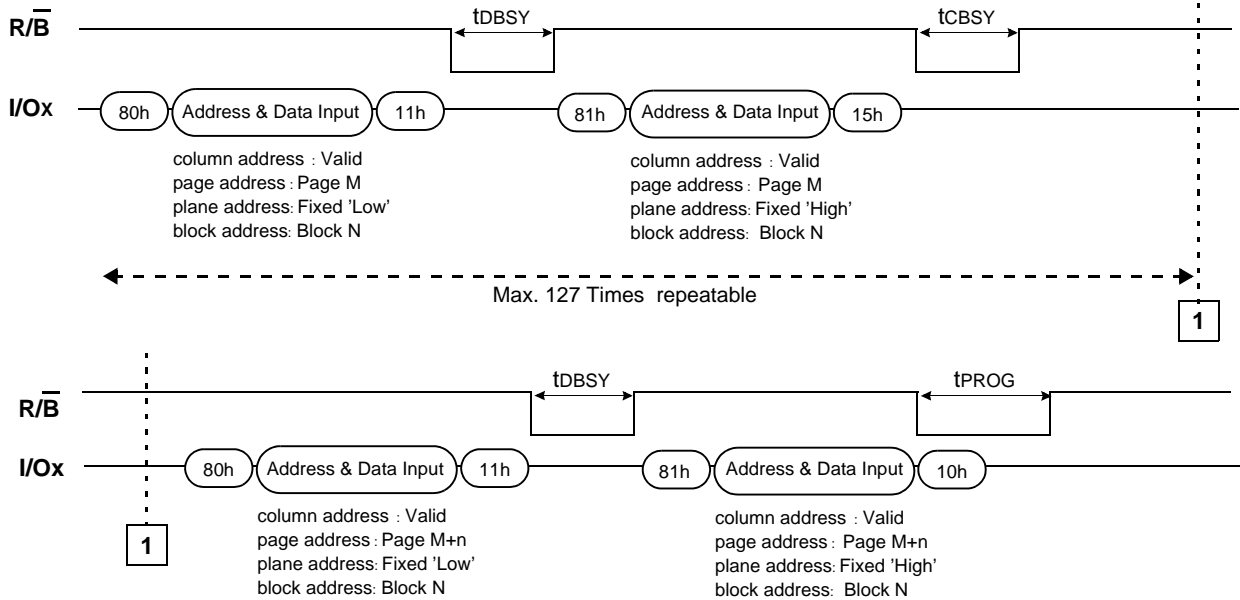 tDBSY tCBSY
R/B
I/Ox 80h Address & Data Input 11h 81h Address & Data Input 15h
column address : Valid
page address : Page M
plane address: Fixed 'Low'
block address: Block N
column address : Valid
page address : Page M
plane address: Fixed 'High'
block address: Block N
Max. 127 Times repeatable
1
tDBSY tPROG
R/B
I/Ox 80h Address & Data Input 11h 81h Address & Data Input 10h
1
column address : Valid
page address : Page M+n
plane address: Fixed 'Low'
block address: Block N
column address : Valid
page address : Page M+n
plane address: Fixed 'High'
block address: Block N